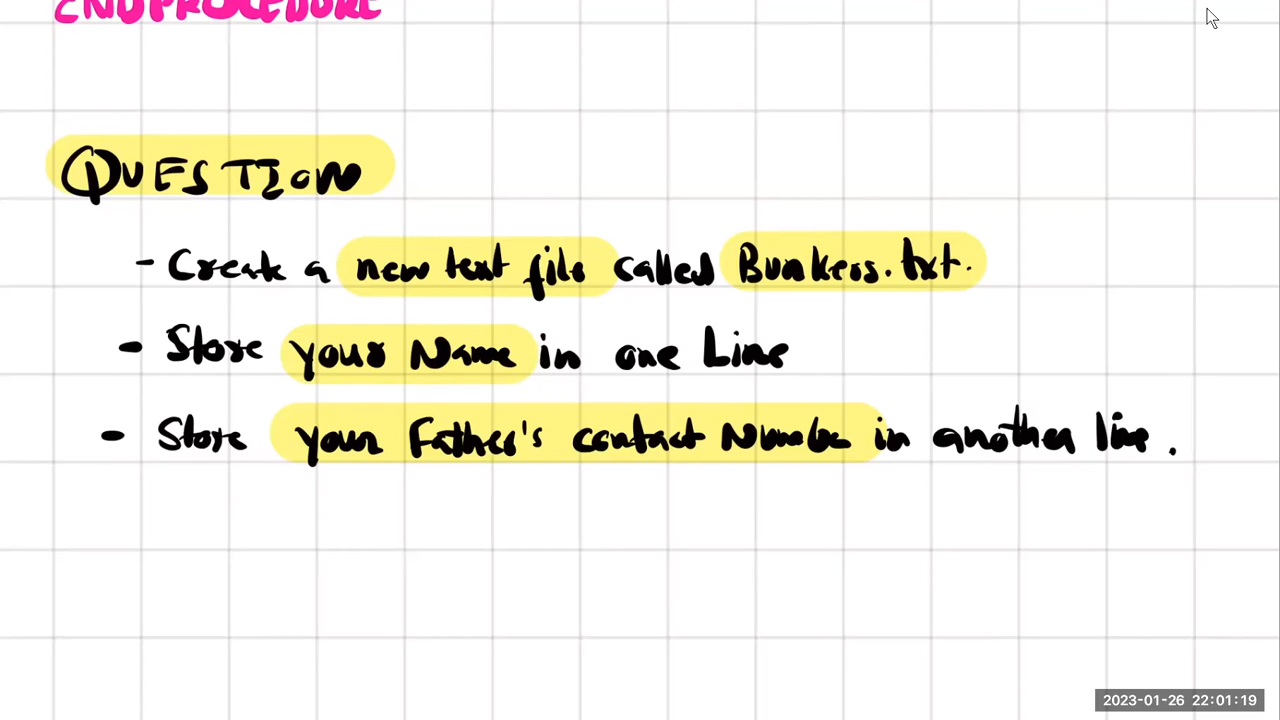 ENDPROCEDURE
QUESTION
- Create a new text file called Bunkers.txt.
- Store your Name in one Line
- Store your Father's contact Number in another line.
2023-01-26 22:01:19